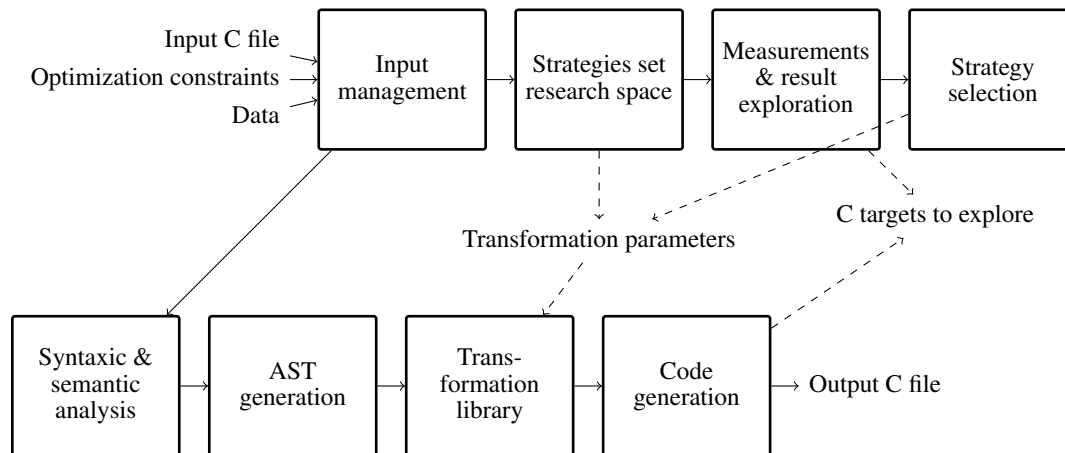 Input C file
Optimization constraints
Data
Input
management
Strategies set
research space
Measurements
& result
exploration
Strategy
selection
Transformation parameters
C targets to explore
Syntaxic &
semantic
analysis
AST
generation
Trans-
formation
library
Code
generation
Output C file